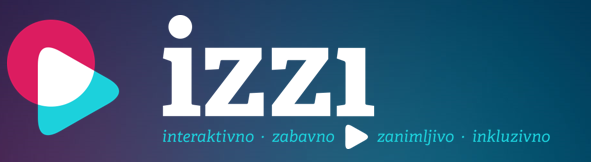 izzi
interaktivno · zabavno zanimljivo · inkluzivno